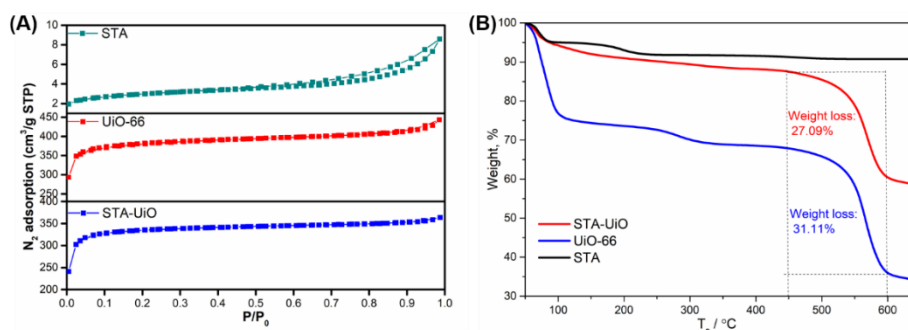 (A)
STA
10
8
6
4
2
0
UiO-66
450
400
350
300
STA-UiO
400
350
300
250
200
N2 adsorption (cm3/g STP)
0.0 0.1 0.2 0.3 0.4 0.5 0.6 0.7 0.8 0.9 1.0
P/P0
(B)
100
90
80
70
60
50
40
30
Weight, %
Weight loss:
27.09%
Weight loss:
31.11%
STA-UiO
UiO-66
STA
100 200 300 400 500 600
/ °C